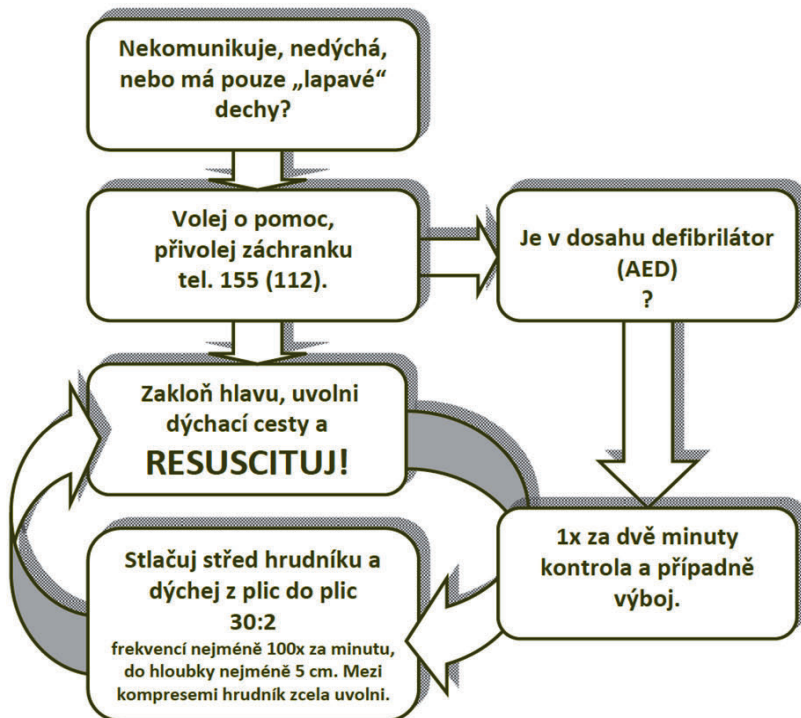 Nekomunikuje, nedýchá,
nebo má pouze „lapavé“
dechy?
Volej o pomoc,
přivolej záchranku
tel. 155 (112).
Je v dosahu defibrilátor
(AED)
?
Zakloň hlavu, uvolni
dýchací cesty a
RESUSCITUJ!
1x za dvě minuty
kontrola a případně
výboj.
Stlačuj střed hrudníku a
dýchej z plic do plic
30:2
frekvencí nejméně 100x za minutu,
do hloubky nejméně 5 cm. Mezi
kompresemi hrudník zcela uvolni.